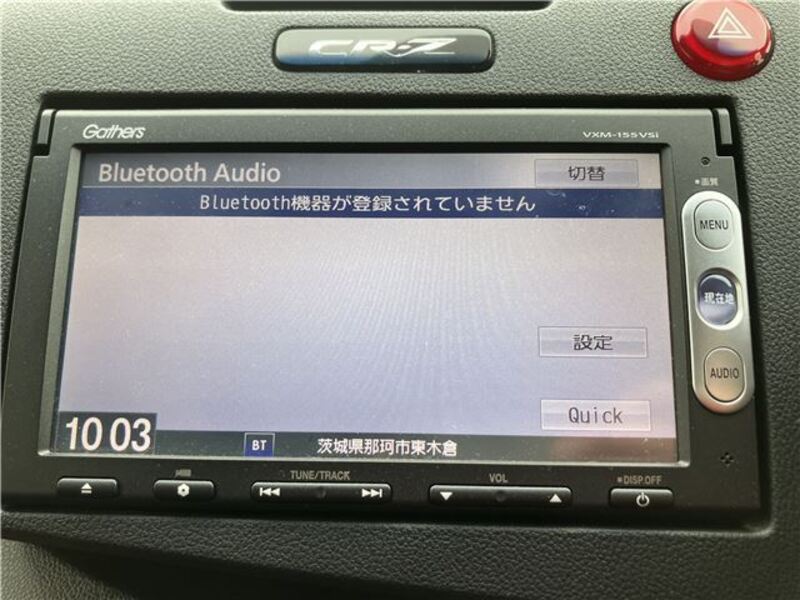 CR-Z
Gathers
VXM-155VSi
Bluetooth Audio
切替
Bluetooth機器が登録されていません
画質
MENU
現在地
設定
AUDIO
Quick
10 03
BT
茨城県那珂市東木倉
TUNE/TRACK
VOL
DISP.OFF